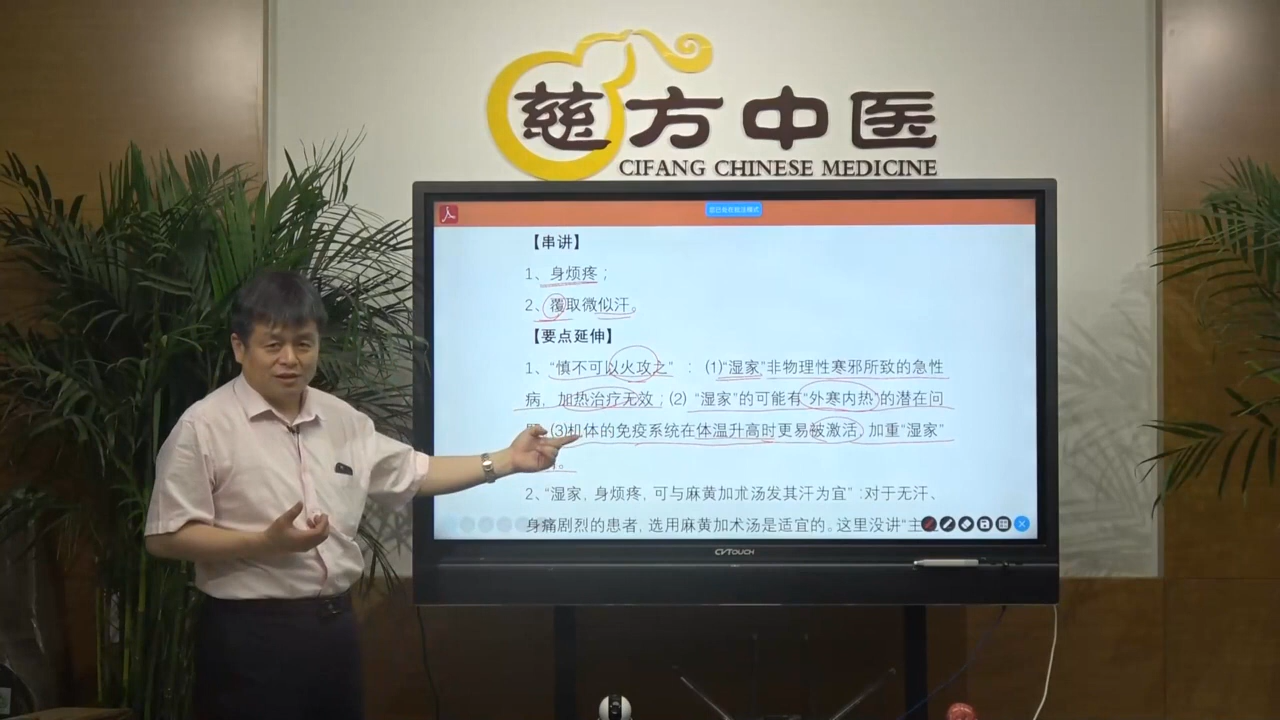 慈方中医
CIFANG CHINESE MEDICINE
【串讲】
1、身烦疼；
2、覆取微似汗。
【要点延伸】
1、“慎不可以火攻之”：(1)“湿家”非物理性寒邪所致的急性
病，加热治疗无效；(2)“湿家”的可能有“外寒内热”的潜在问
(3)机体的免疫系统在体温升高时更易被激活，加重“湿家”
2、“湿家，身烦疼，可与麻黄加朮汤发其汗为宜”：对于无汗、
身痛剧烈的患者，选用麻黄加术汤是适宜的。这里没讲“主
CVTOUCH